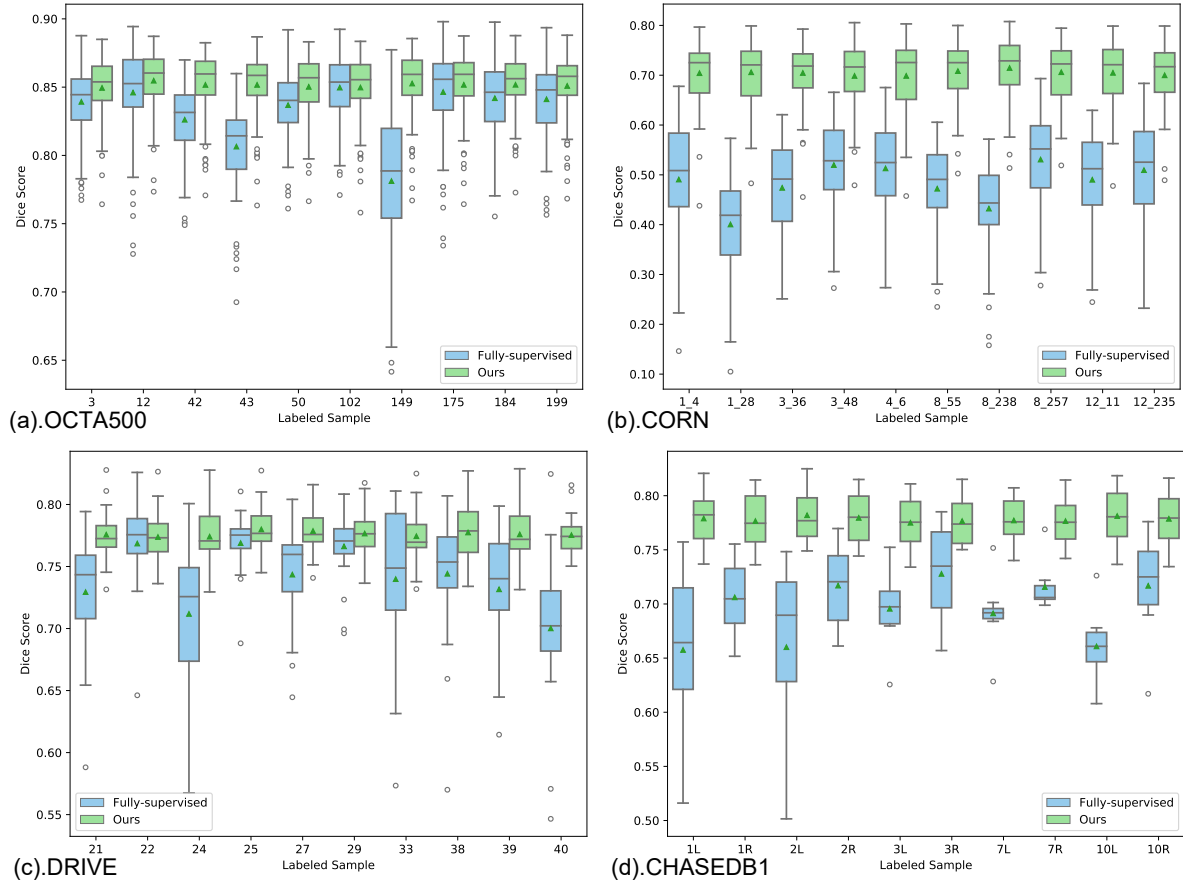 0.90
0.85
0.80
0.75
0.70
0.65
Dice Score
3 12 42 43 50 102 149 175 184 199
Labeled Sample
Fully-supervised
Ours
(a).OCTA500
0.80
0.70
0.60
0.50
0.40
0.30
0.20
0.10
Dice Score
1_4 1_28 3_36 3_48 4_6 8_55 8_238 8_257 12_11 12_235
Labeled Sample
Fully-supervised
Ours
(b).CORN
0.80
0.75
0.70
0.65
0.60
0.55
Dice Score
21 22 24 25 27 29 33 38 39 40
Labeled Sample
Fully-supervised
Ours
(c).DRIVE
0.80
0.75
0.70
0.65
0.60
0.55
0.50
Dice Score
1L 1R 2L 2R 3L 3R 7L 7R 10L 10R
Labeled Sample
Fully-supervised
Ours
(d).CHASEDB1